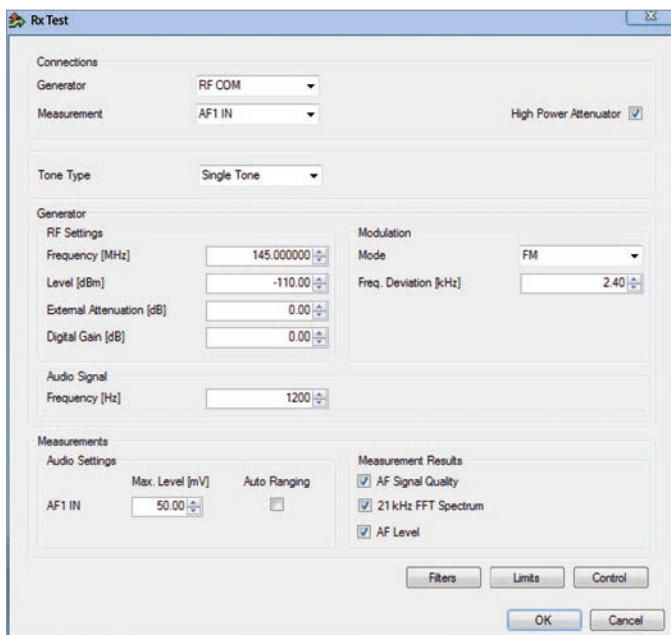 Rx Test
Connections
Generator RF COM
Measurement AF1 IN High Power Attenuator
Tone Type Single Tone
Generator
RF Settings Modulation
Frequency [MHz] 145.000000 Mode FM
Level [dBm] -110.00 Freq. Deviation [kHz] 2.40
External Attenuation [dB] 0.00
Digital Gain [dB] 0.00
Audio Signal
Frequency [Hz] 1200
Measurements
Audio Settings Measurement Results
Max. Level [mV] Auto Ranging AF Signal Quality
AF1 IN 50.00 21 kHz FFT Spectrum
AF Level
Filters Limits Control
OK Cancel